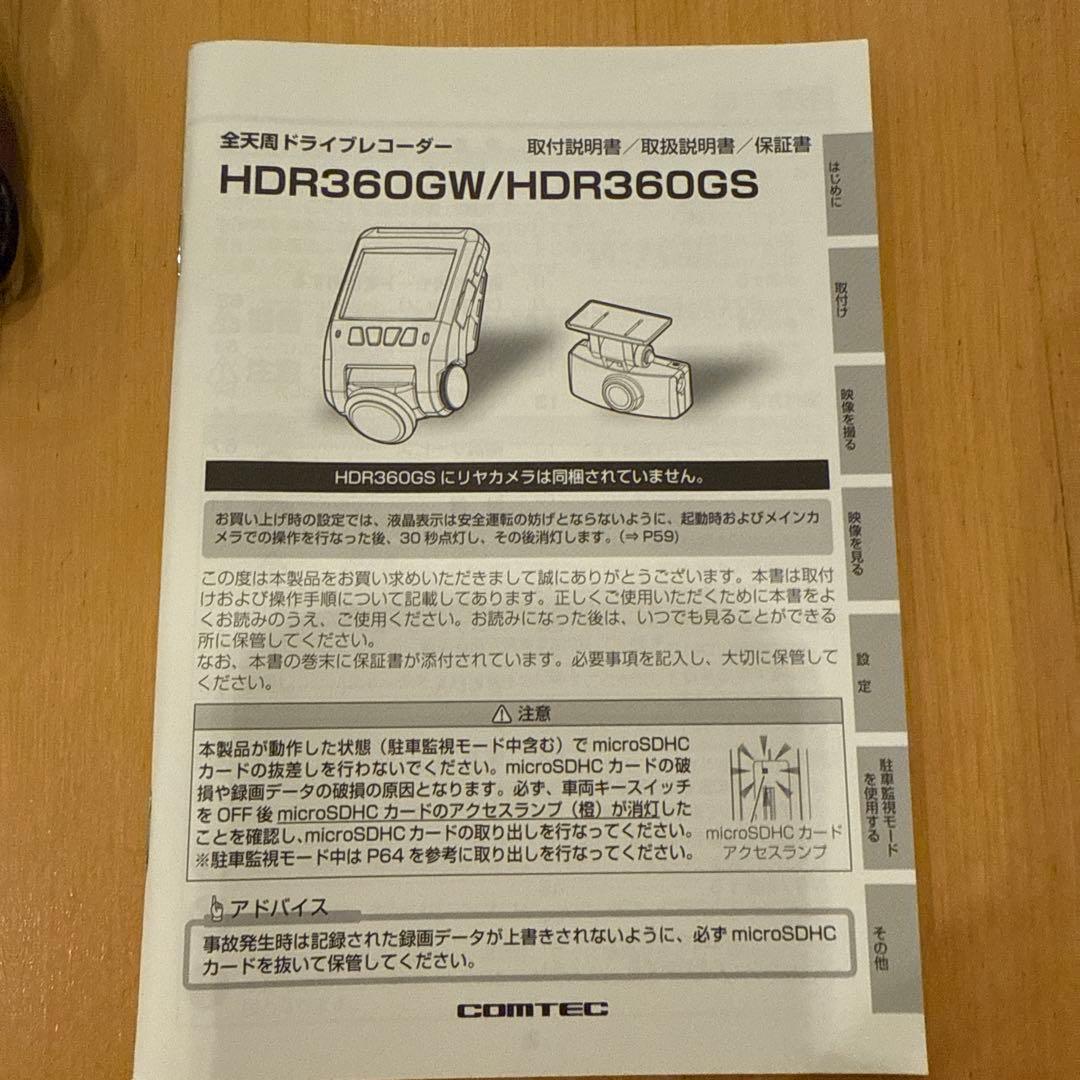 全天周ドライブレコーダー 取付説明書／取扱説明書／保証書
HDR360GW/HDR360GS
HDR360GS にリヤカメラは同梱されていません。
お買い上げ時の設定では、液晶表示は安全運転の妨げとならないように、起動時およびメインカ
メラでの操作を行なった後、30 秒点灯し、その後消灯します。(⇒ P59)
この度は本製品をお買い求めいただきまして誠にありがとうございます。本書は取付
けおよび操作手順について記載してあります。正しくご使用いただくために本書をよ
くお読みのうえ、ご使用ください。お読みになった後は、いつでも見ることができる
所に保管してください。
なお、本書の巻末に保証書が添付されています。必要事項を記入し、大切に保管して
ください。
注意
本製品が動作した状態（駐車監視モード中含む）で microSDHC
カードの抜差しを行わないでください。microSDHC カードの破
損や録画データの破損の原因となります。必ず、車両キースイッチ
を OFF 後 microSDHC カードのアクセスランプ（橙）が消灯した
ことを確認し、microSDHC カードの取り出しを行なってください。
※駐車監視モード中は P64 を参考に取り出しを行なってください。
microSDHC カード
アクセスランプ
アドバイス
事故発生時は記録された録画データが上書きされないように、必ず microSDHC
カードを抜いて保管してください。
COMTEC
はじめに
取付け
映像を撮る
映像を見る
設定
駐車監視モード
を使用する
その他